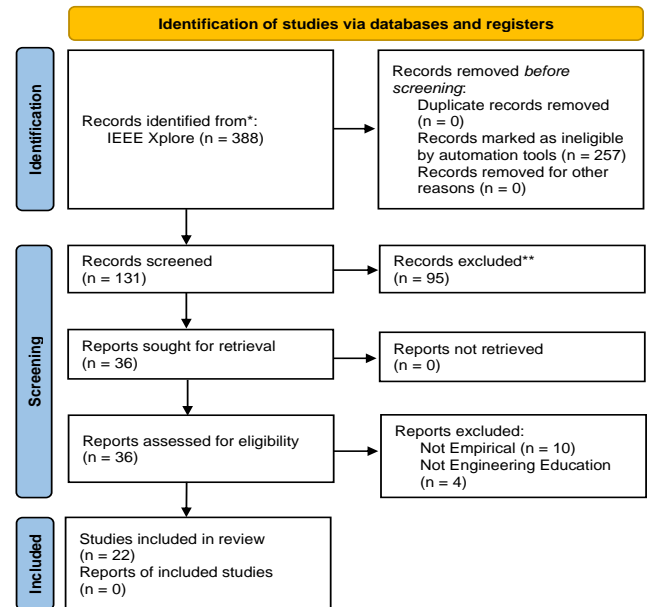 Identification of studies via databases and registers
Identification
Records identified from*:
IEEE Xplore (n = 388)
Records removed before
screening:
Duplicate records removed
(n = 0)
Records marked as ineligible
by automation tools (n = 257)
Records removed for other
reasons (n = 0)
Screening
Records screened
(n = 131)
Records excluded**
(n = 95)
Reports sought for retrieval
(n = 36)
Reports not retrieved
(n = 0)
Reports assessed for eligibility
(n = 36)
Reports excluded:
Not Empirical (n = 10)
Not Engineering Education
(n = 4)
Included
Studies included in review
(n = 22)
Reports of included studies
(n = 0)